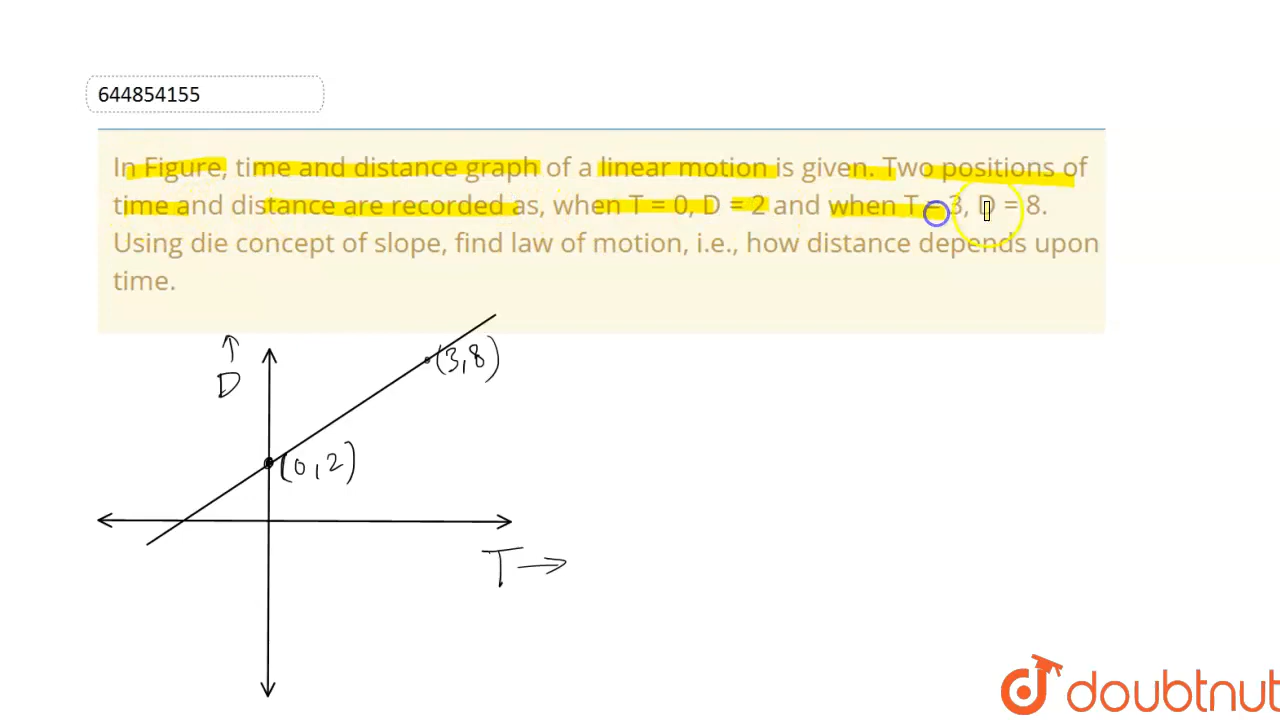 644854155
In Figure, time and distance graph of a linear motion is given. Two positions of
time and distance are recorded as, when T = 0, D = 2 and when T = 3, D = 8.
Using die concept of slope, find law of motion, i.e., how distance depends upon
time.
D
(3,8)
(0,2)
T
doubtnut